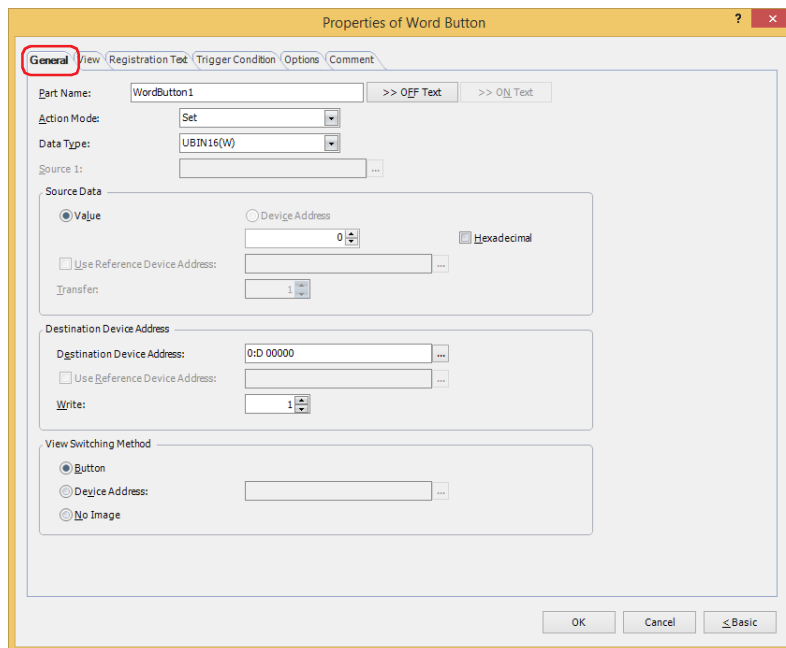 Properties of Word Button ? ×
General View Registration Text Trigger Condition Options Comment
Part Name: WordButton1 >> OFF Text >> ON Text
Action Mode: Set
Data Type: UBIN16(W)
Source 1: ...
Source Data
Value Device Address
0 Hexadecimal
Use Reference Device Address: ...
Transfer: 1
Destination Device Address
Destination Device Address: 0:D 00000 ...
Use Reference Device Address: ...
Write: 1
View Switching Method
Button
Device Address: ...
No Image
OK Cancel < Basic